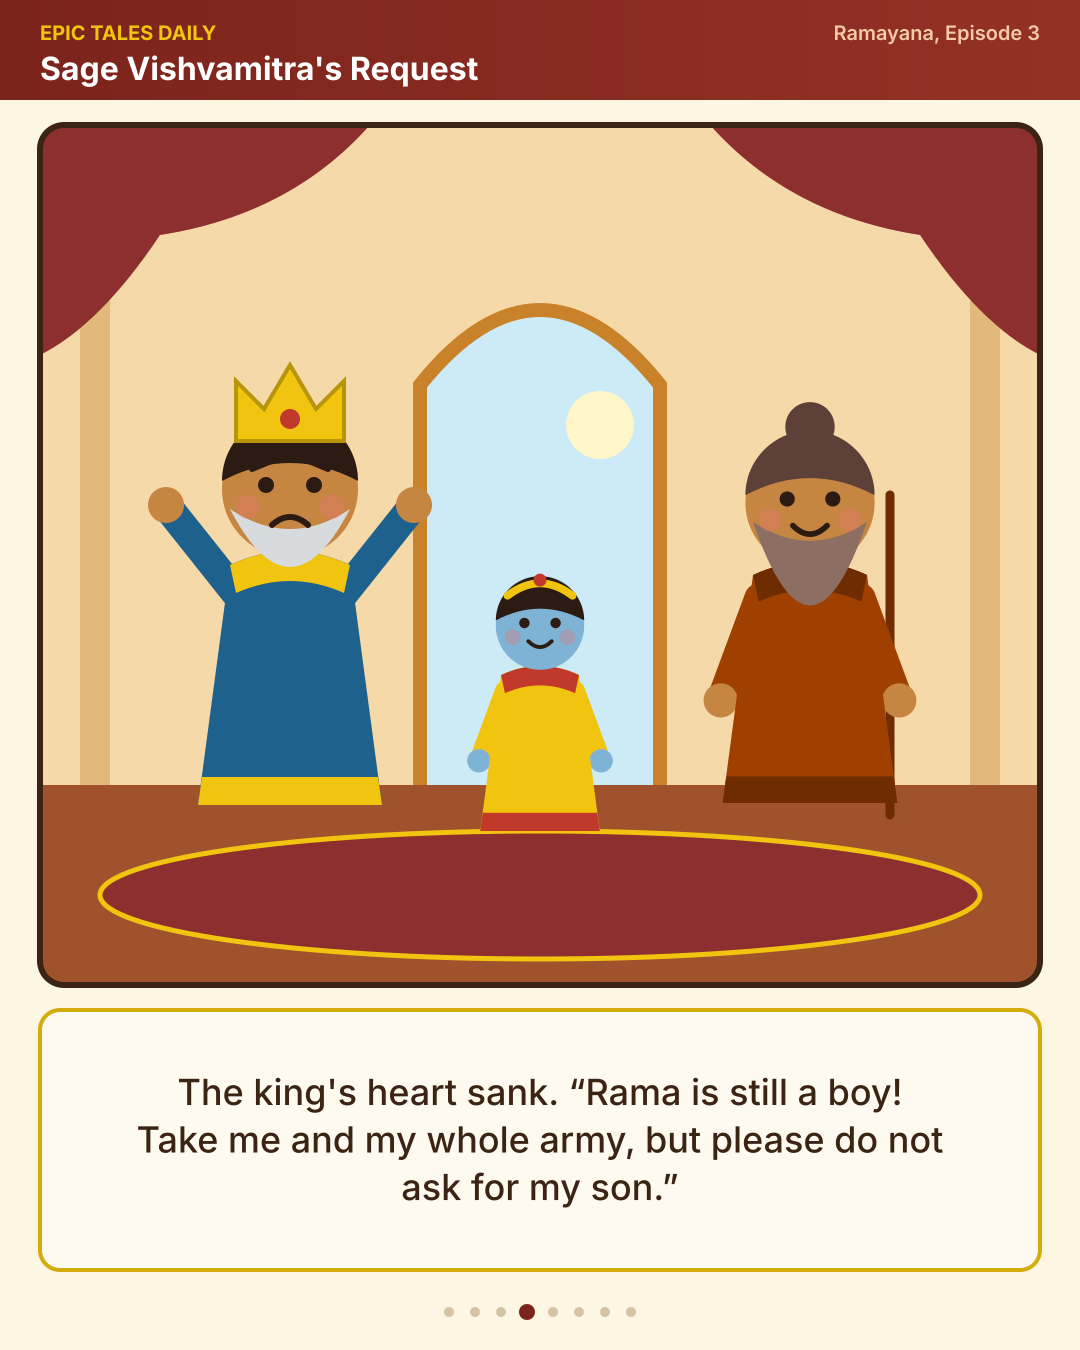 EPIC TALES DAILY
Ramayana, Episode 3
Sage Vishvamitra's Request
The king's heart sank. “Rama is still a boy!
Take me and my whole army, but please do not
ask for my son.”